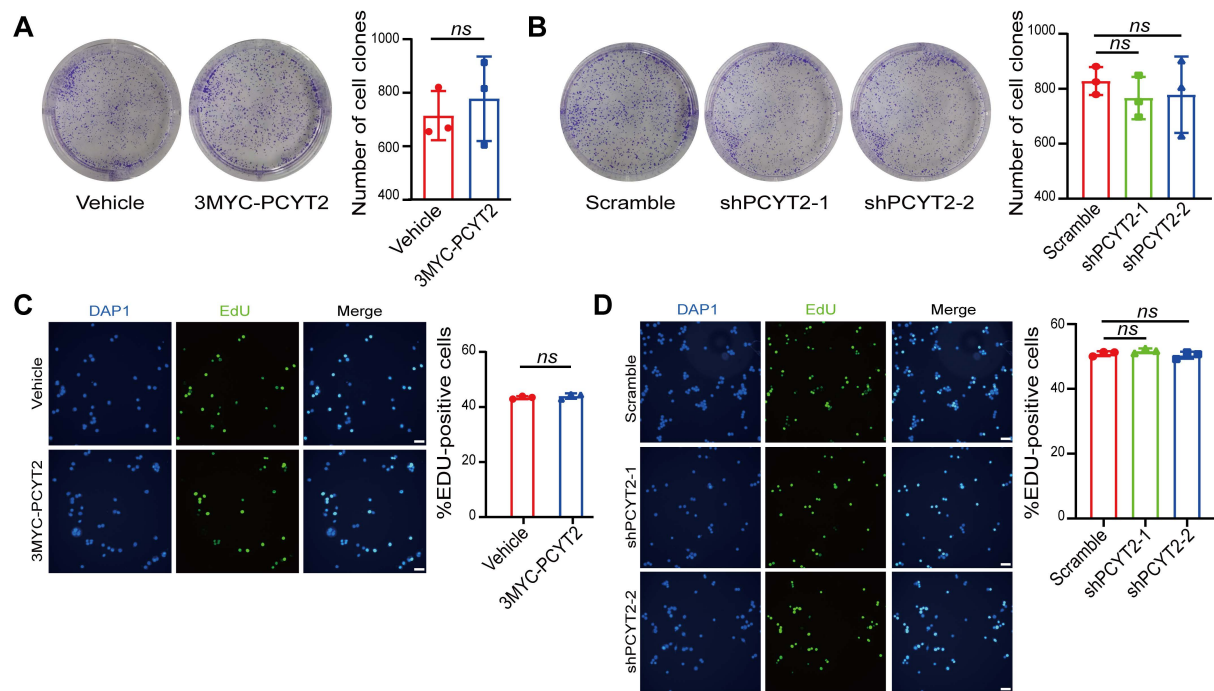 A
Vehicle
3MYC-PCYT2
Number of cell clones
1000
800
600
400
ns
Vehicle
3MYC-PCYT2
B
Scramble
shPCYT2-1
shPCYT2-2
Number of cell clones
1000
800
600
400
ns
ns
Scramble
shPCYT2-1
shPCYT2-2
C
DAP1
EdU
Merge
Vehicle
3MYC-PCYT2
%EDU-positive cells
60
40
20
0
ns
Vehicle
3MYC-PCYT2
D
DAP1
EdU
Merge
Scramble
shPCYT2-1
shPCYT2-2
%EDU-positive cells
60
40
20
0
ns
ns
Scramble
shPCYT2-1
shPCYT2-2